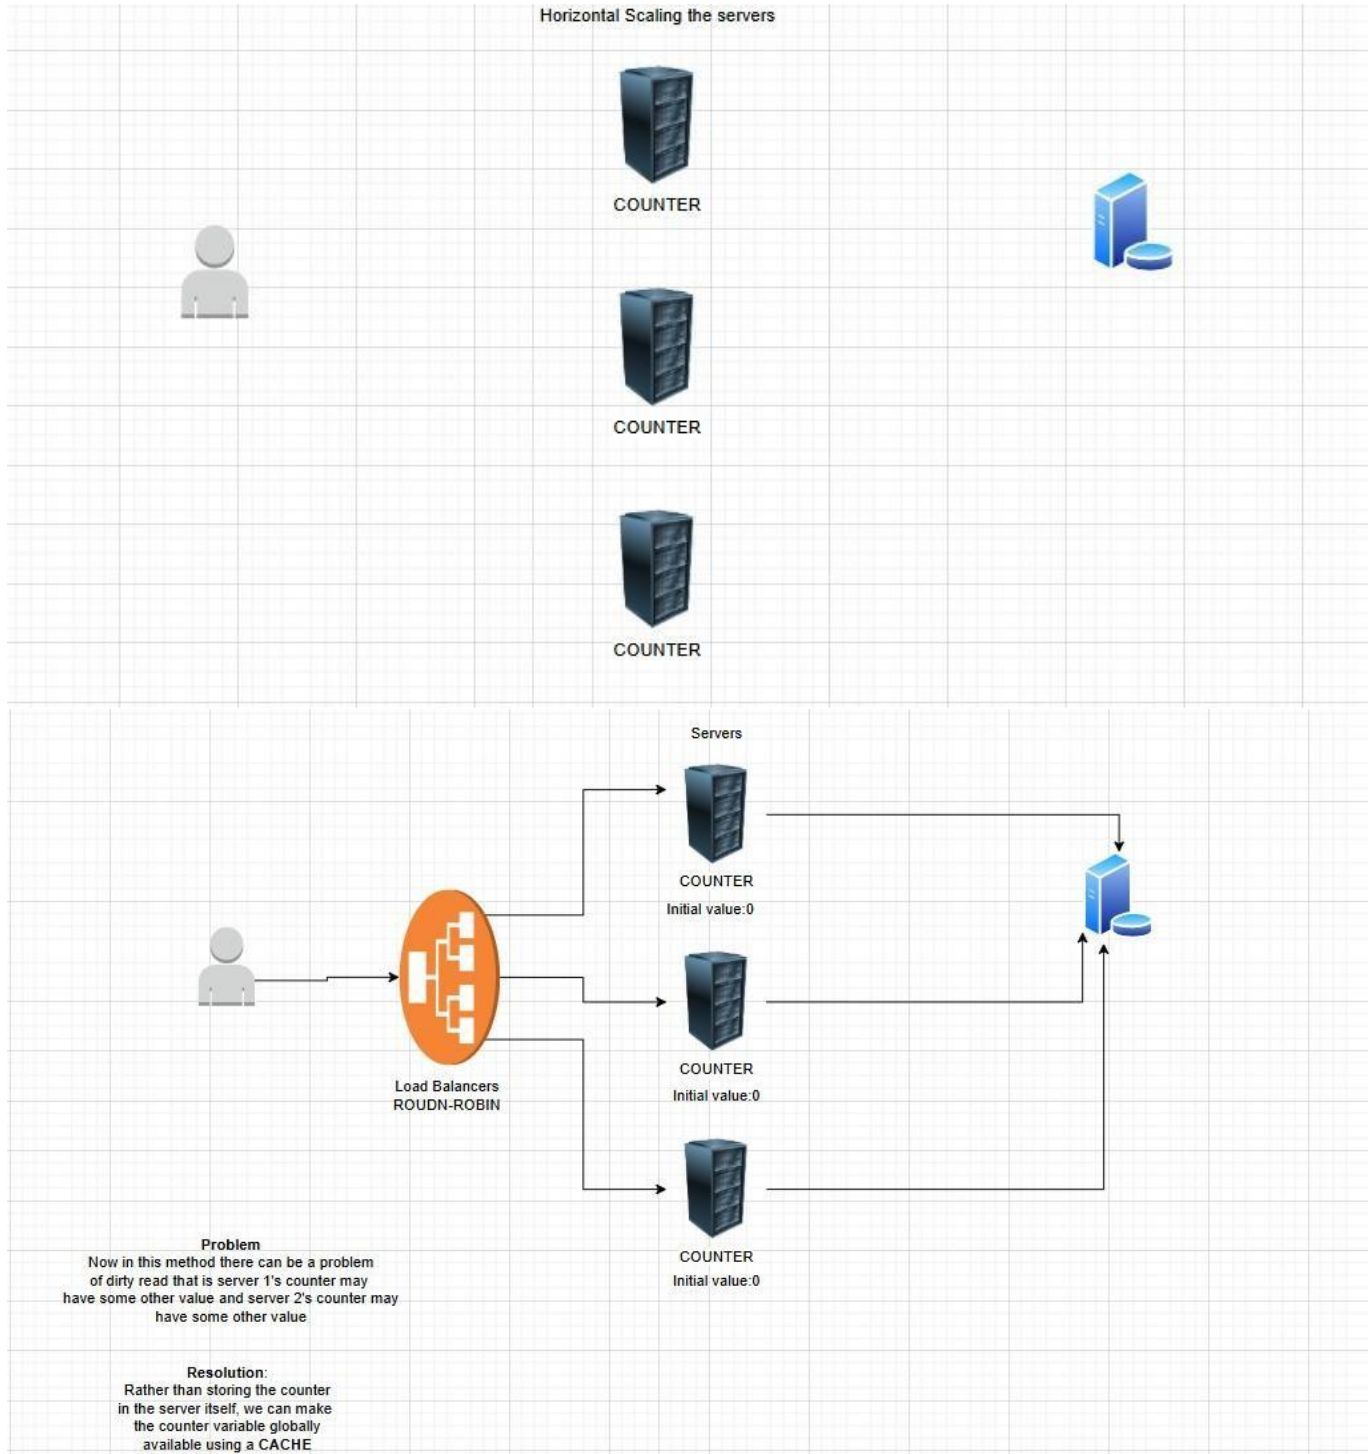 Horizontal Scaling the servers
COUNTER
COUNTER
COUNTER
Servers
COUNTER
Initial value:0
COUNTER
Initial value:0
COUNTER
Initial value:0
Load Balancers
ROUDN-ROBIN
Problem
Now in this method there can be a problem
of dirty read that is server 1's counter may
have some other value and server 2's counter may
have some other value
Resolution:
Rather than storing the counter
in the server itself, we can make
the counter variable globally
available using a CACHE